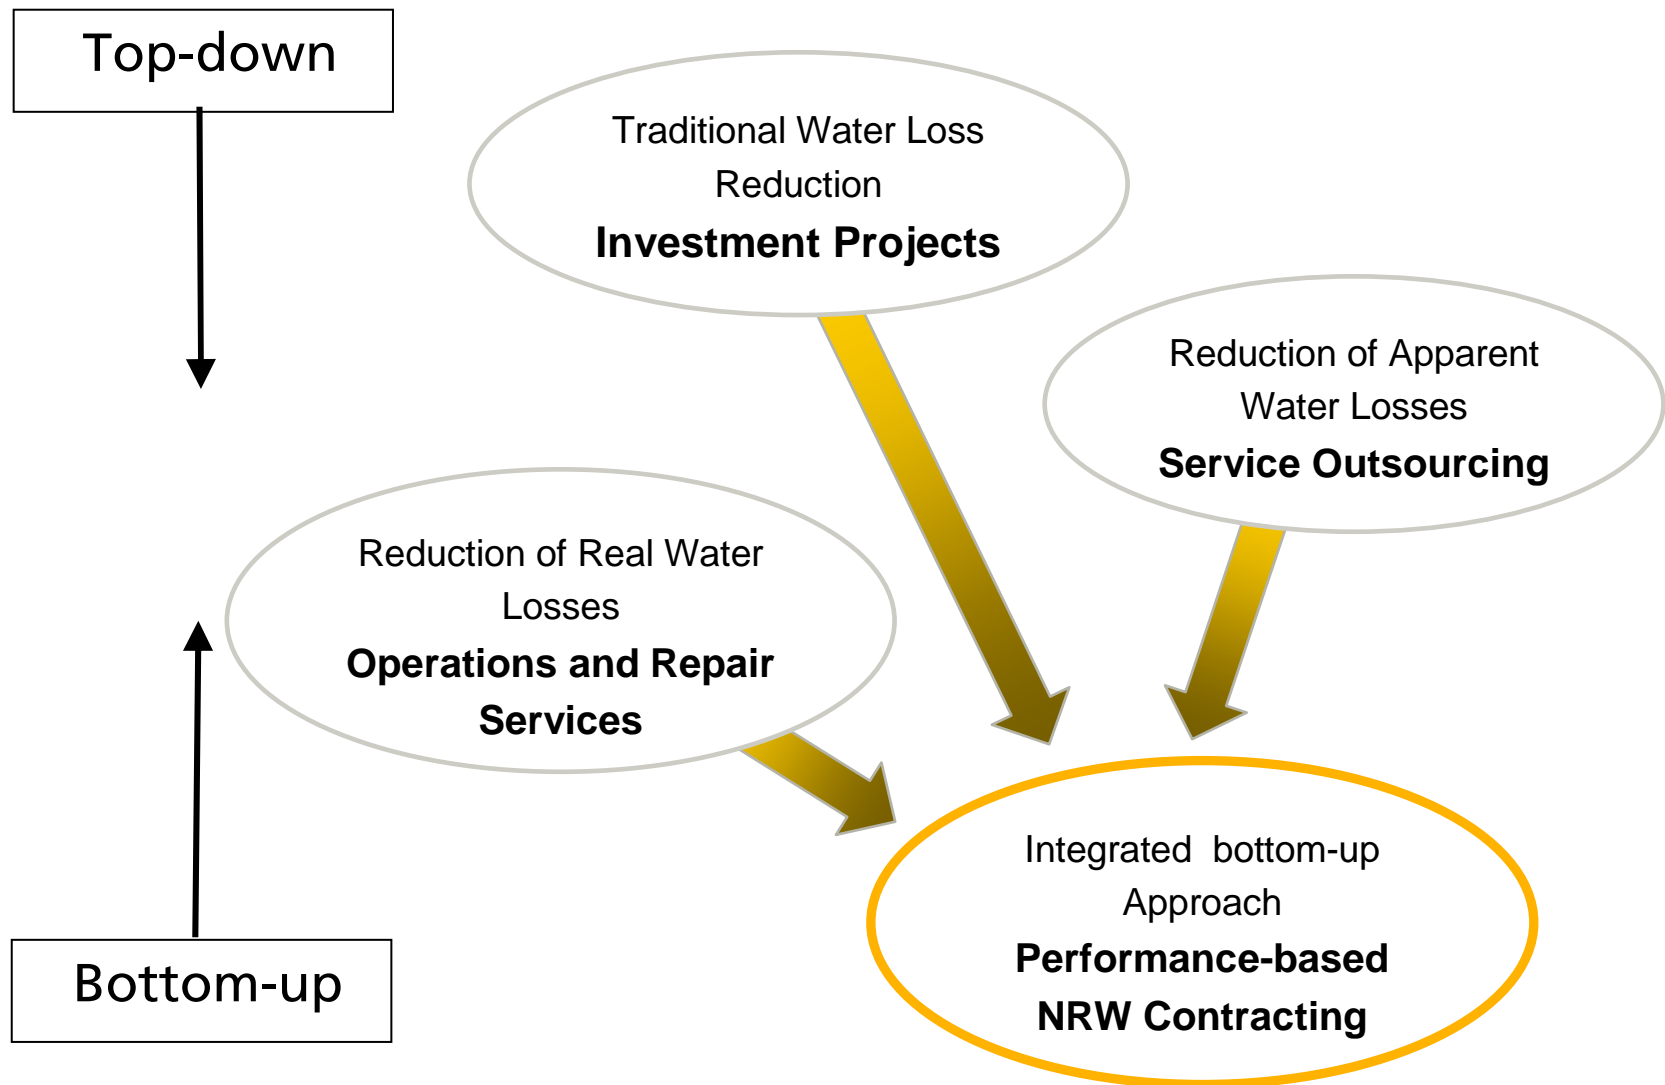 Top-down
Traditional Water Loss
Reduction
Investment Projects
Reduction of Apparent
Water Losses
Service Outsourcing
Reduction of Real Water
Losses
Operations and Repair
Services
Integrated bottom-up
Approach
Performance-based
NRW Contracting
Bottom-up